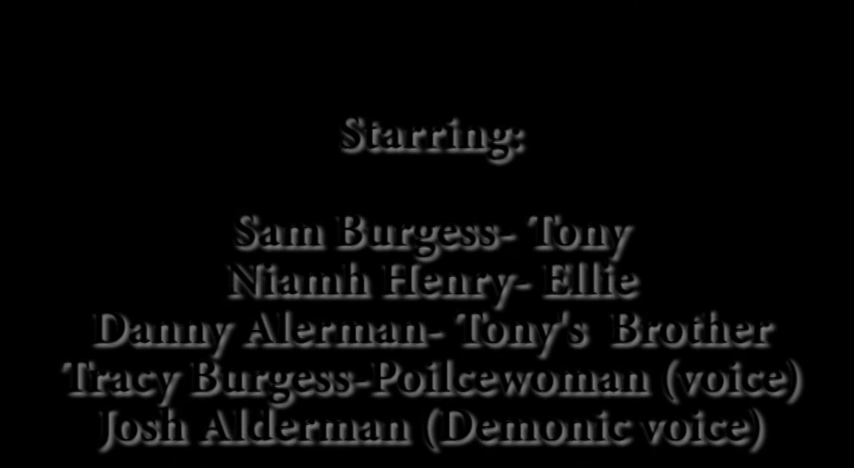 Starring:
Sam Burgess- Tony
Niamh Henry- Ellie
Danny Alerman- Tony's  Brother
Tracy Burgess-Poilcewoman (voice)
Josh Alderman (Demonic voice)